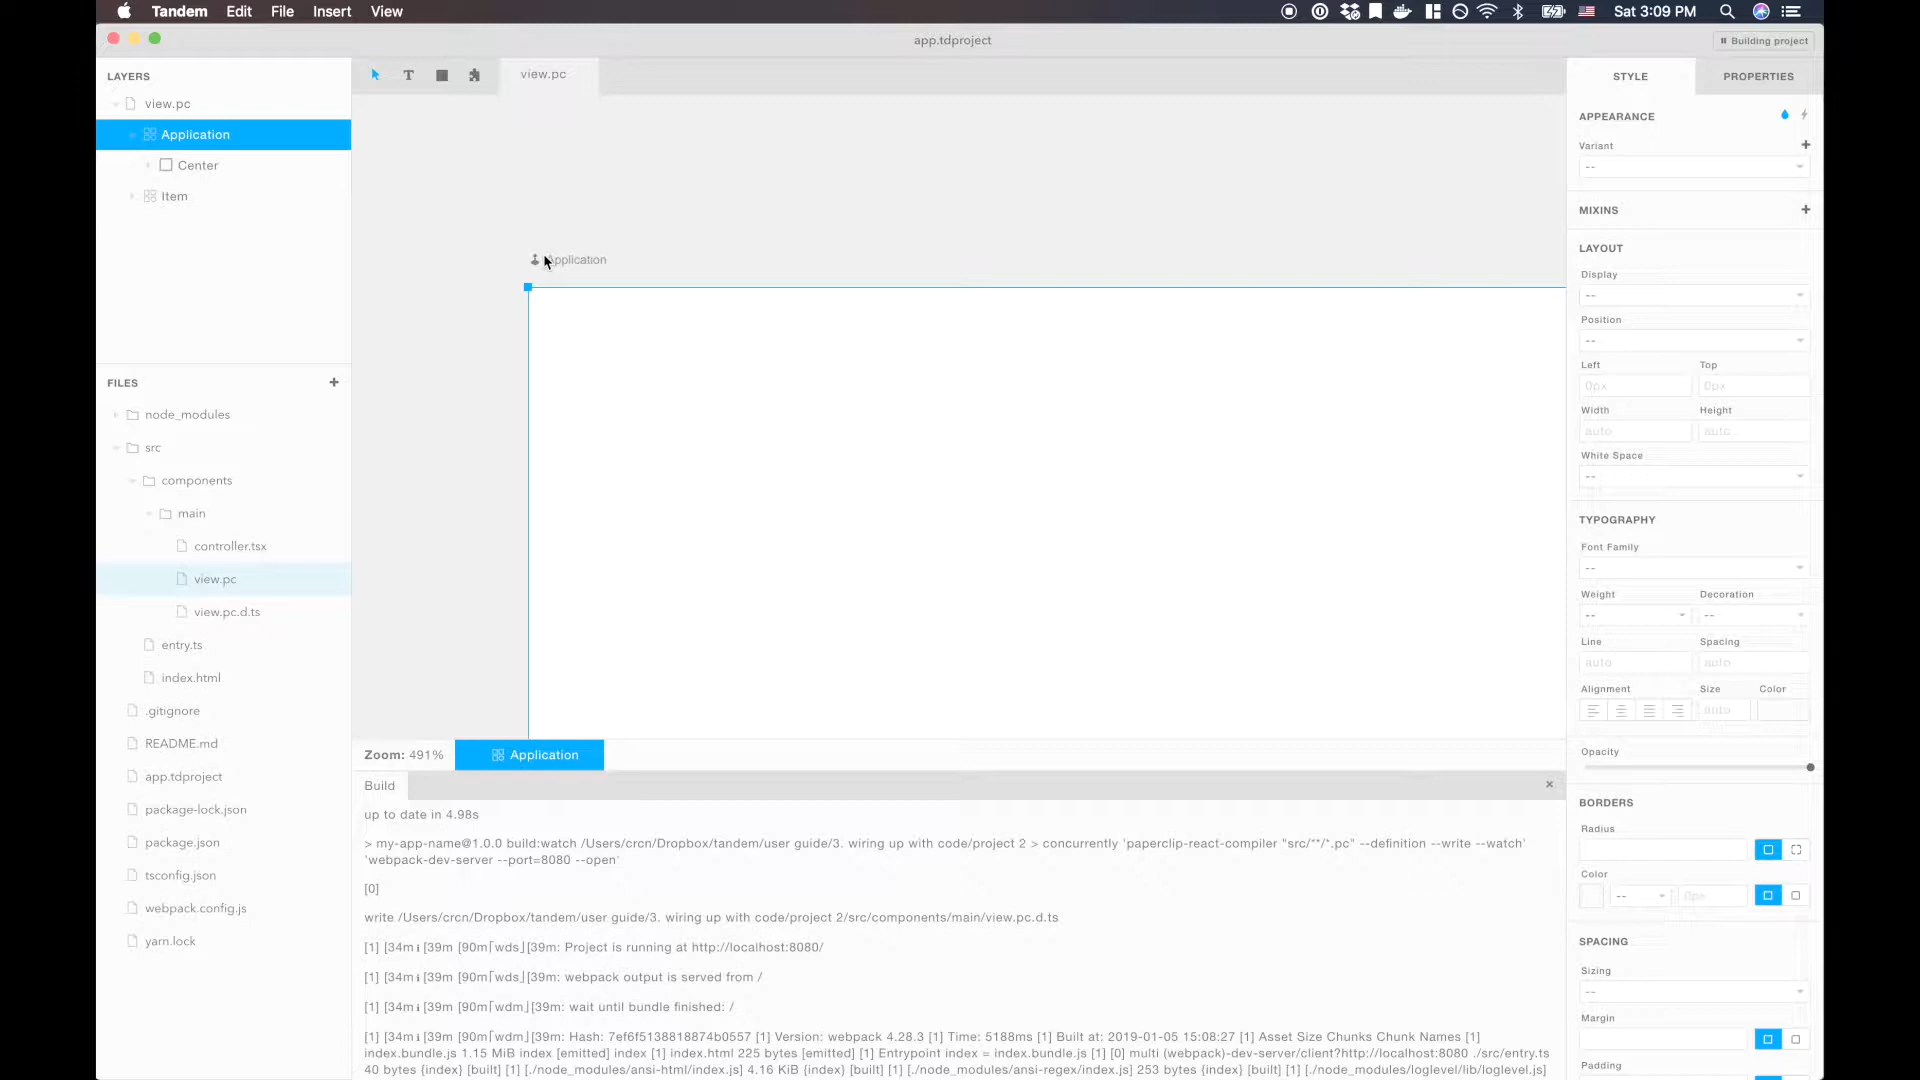 Tandem File Edit Insert View
Sat 3:09 PM
app.tdproject
Building project
LAYERS
view.pc
Application
Center
Item
FILES
node_modules
src
components
main
controller.tsx
view.pc
view.pc.d.ts
entry.ts
index.html
.gitignore
README.md
app.tdproject
package-lock.json
package.json
tsconfig.json
webpack.config.js
yarn.lock
T
view.pc
Application
Zoom: 491%
Application
Build
up to date in 4.98s
> my-app-name@1.0.0 build:watch /Users/crcn/Dropbox/tandem/user guide/3. wiring up with code/project 2 > concurrently 'paperclip-react-compiler "src/**/*.pc" --definition --write --watch'
'webpack-dev-server --port=8080 --open'
[0]
write /Users/crcn/Dropbox/tandem/user guide/3. wiring up with code/project 2/src/components/main/view.pc.d.ts
[1] [34mℹ[39m [90m｢wds｣[39m: Project is running at http://localhost:8080/
[1] [34mℹ[39m [90m｢wds｣[39m: webpack output is served from /
[1] [34mℹ[39m [90m｢wdm｣[39m: wait until bundle finished: /
[1] [34mℹ[39m [90m｢wdm｣[39m: Hash: 7ef6f5138818874b0557 [1] Version: webpack 4.28.3 [1] Time: 5188ms [1] Built at: 2019-01-05 15:08:27 [1] Asset Size Chunks Chunk Names [1]
index.bundle.js 1.15 MiB index [emitted] index [1] index.html 225 bytes [emitted] [1] Entrypoint index = index.bundle.js [1] [0] multi (webpack)-dev-server/client?http://localhost:8080 ./src/entry.ts
40 bytes {index} [built] [1] [./node_modules/ansi-html/index.js] 4.16 KiB {index} [built] [1] [./node_modules/ansi-regex/index.js] 253 bytes {index} [built] [1] [./node_modules/loglevel/lib/loglevel.js]
STYLE
PROPERTIES
APPEARANCE
Variant
--
MIXINS
LAYOUT
Display
--
Position
--
Left Top
0px 0px
Width Height
auto auto
White Space
--
TYPOGRAPHY
Font Family
--
Weight Decoration
-- --
Line Spacing
auto auto
Alignment Size Color
auto
Opacity
BORDERS
Radius
Color
-- 0px
SPACING
Sizing
--
Margin
Padding